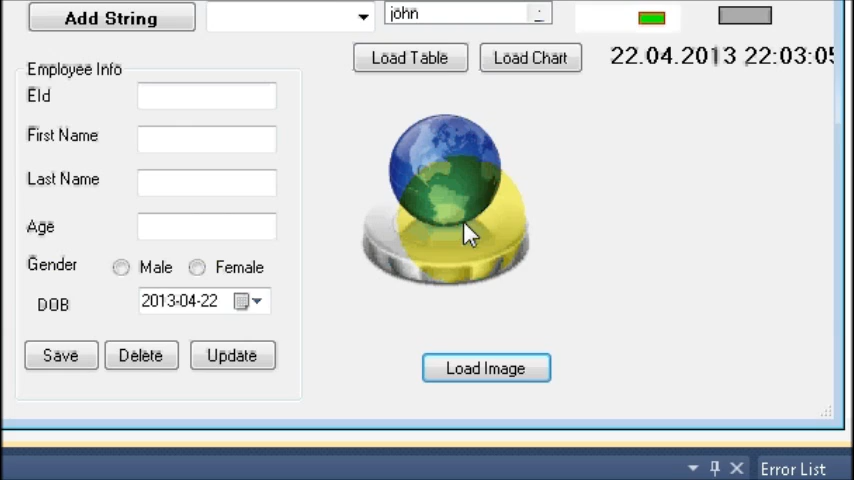 Add String
john
Load Table
Load Chart
22.04.2013 22:03:05
Employee Info
EId
First Name
Last Name
Age
Gender
Male
Female
DOB
2013-04-22
Save
Delete
Update
Load Image
Error List